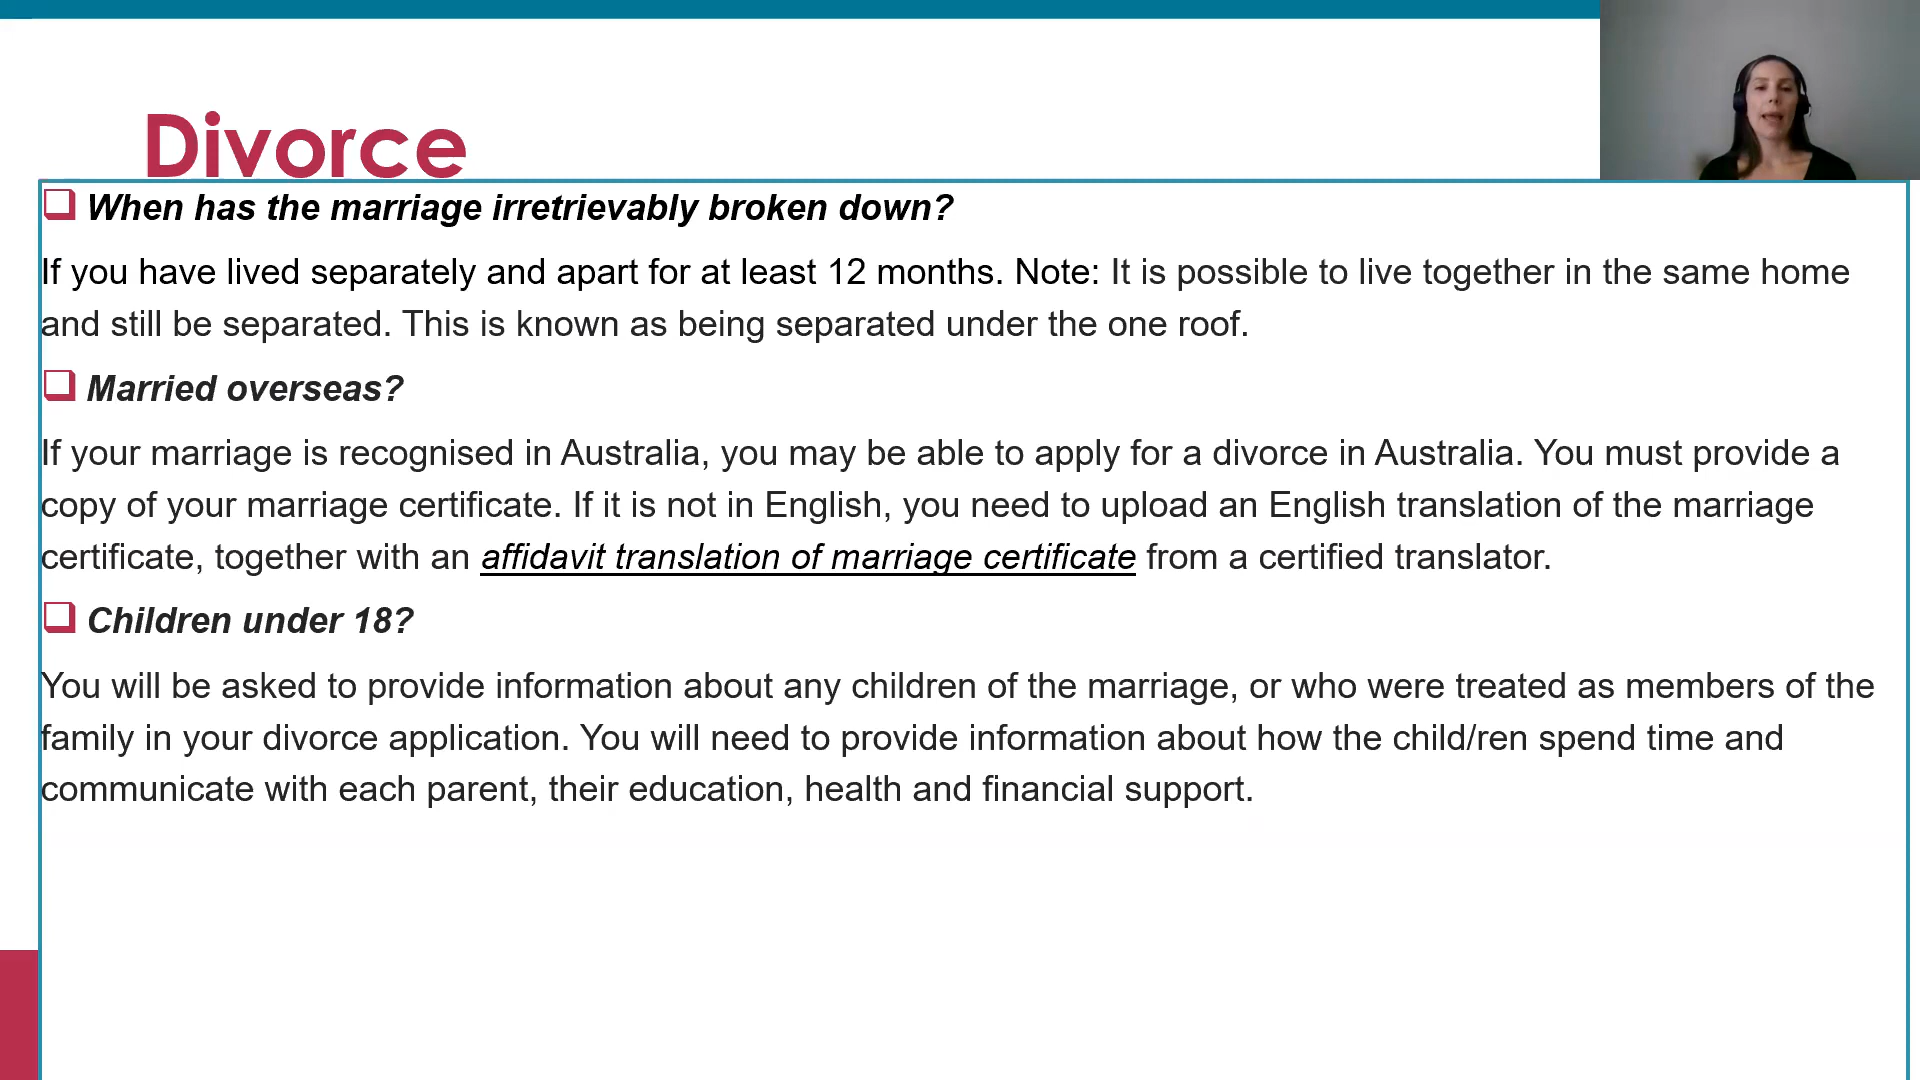 Divorce
When has the marriage irretrievably broken down?
If you have lived separately and apart for at least 12 months. Note: It is possible to live together in the same home
and still be separated. This is known as being separated under the one roof.
Married overseas?
If your marriage is recognised in Australia, you may be able to apply for a divorce in Australia. You must provide a
copy of your marriage certificate. If it is not in English, you need to upload an English translation of the marriage
certificate, together with an affidavit translation of marriage certificate from a certified translator.
Children under 18?
You will be asked to provide information about any children of the marriage, or who were treated as members of the
family in your divorce application. You will need to provide information about how the child/ren spend time and
communicate with each parent, their education, health and financial support.